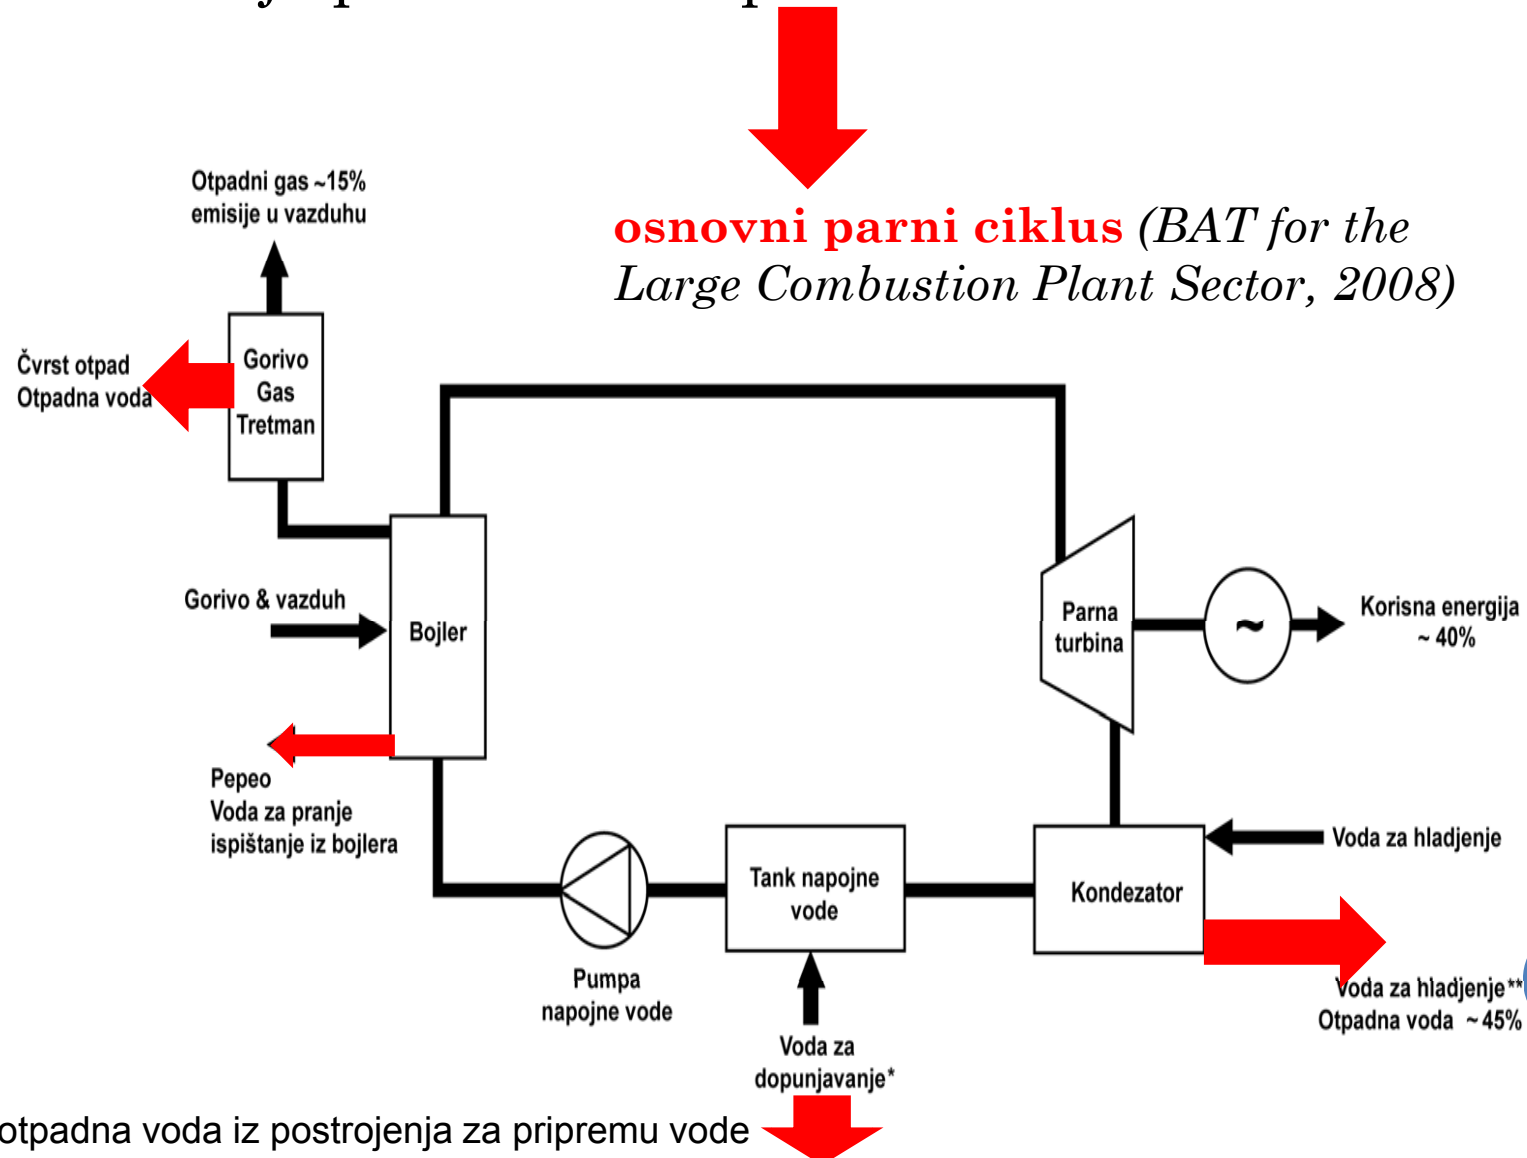 osnovni parni ciklus (BAT for the
Large Combustion Plant Sector, 2008)
Otpadni gas ~15%
emisije u vazduhu
Čvrst otpad
Otpadna voda
Gorivo
Gas
Tretman
Gorivo & vazduh
Bojler
Parna
turbina
~
Korisna energija
~ 40%
Pepeo
Voda za pranje
ispištanje iz bojlera
Pumpa
napojne vode
Tank napojne
vode
Kondezator
Voda za hladjenje
Voda za hladjenje**
Otpadna voda ~ 45%
Voda za
dopunjavanje*
otpadna voda iz postrojenja za pripremu vode